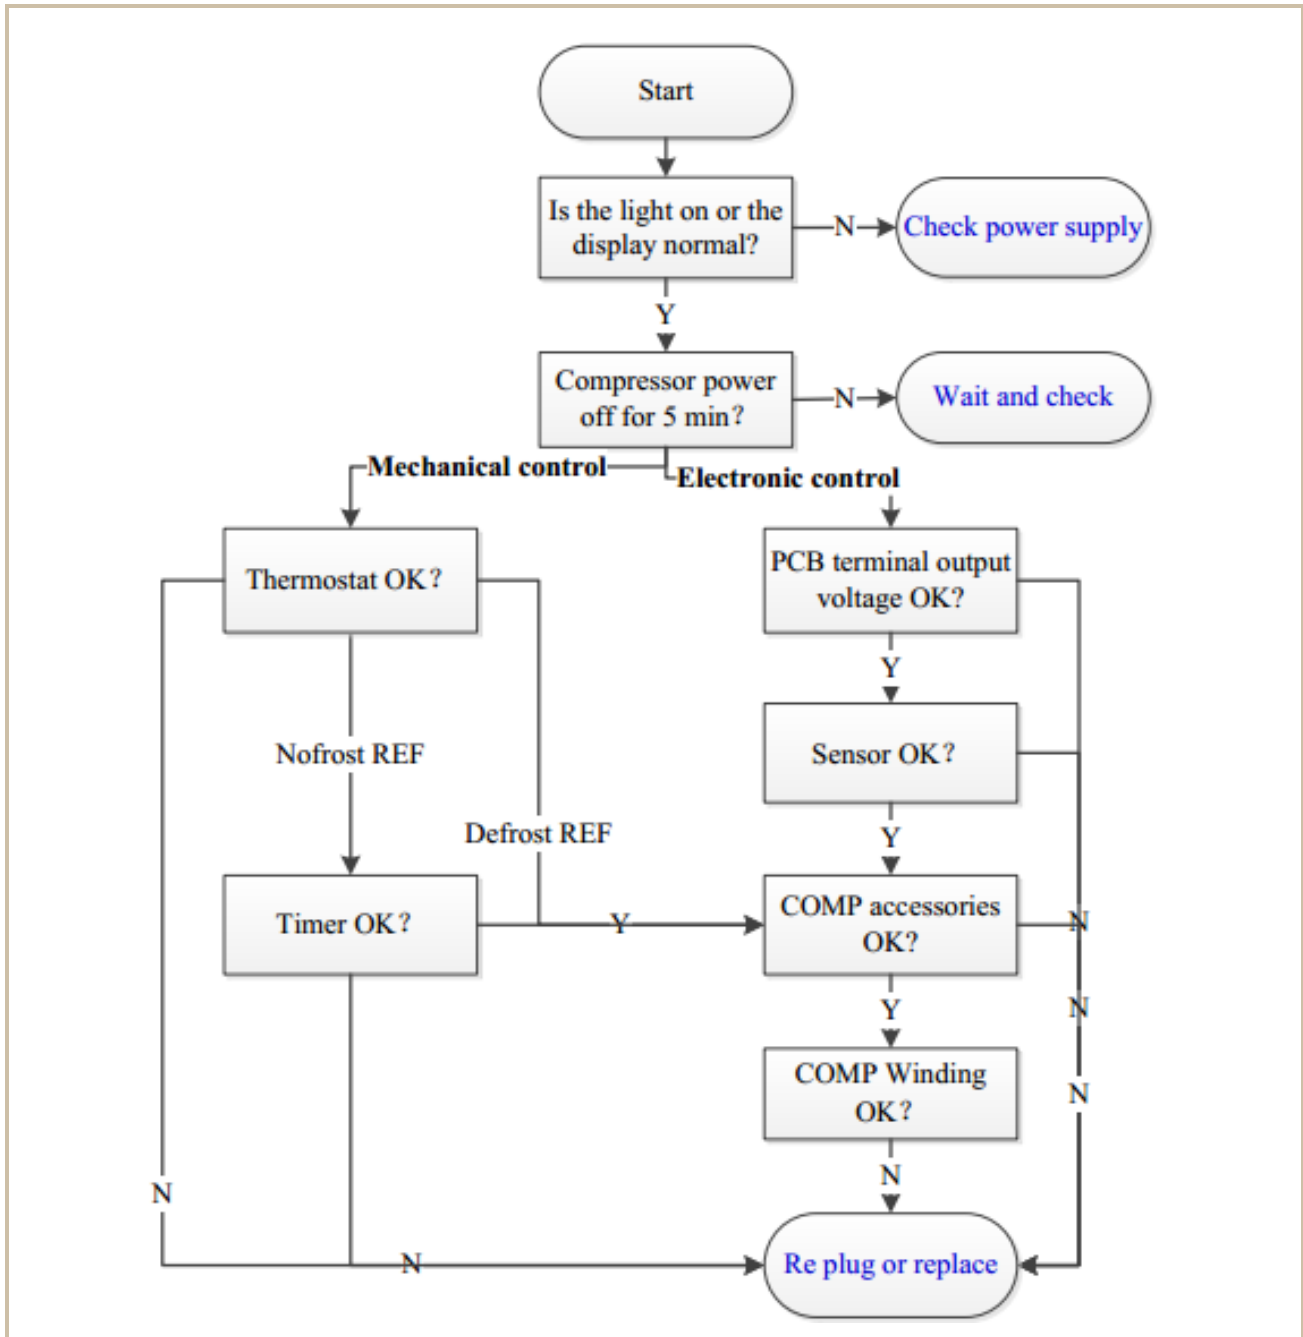 Start
Is the light on or the
display normal?
N
Check power supply
Y
Compressor power
off for 5 min?
N
Wait and check
Mechanical control
Electronic control
Thermostat OK?
PCB terminal output
voltage OK?
Y
Nofrost REF
Sensor OK?
Defrost REF
Y
Timer OK?
Y
COMP accessories
OK?
N
Y
N
COMP Winding
OK?
N
N
N
N
Re plug or replace